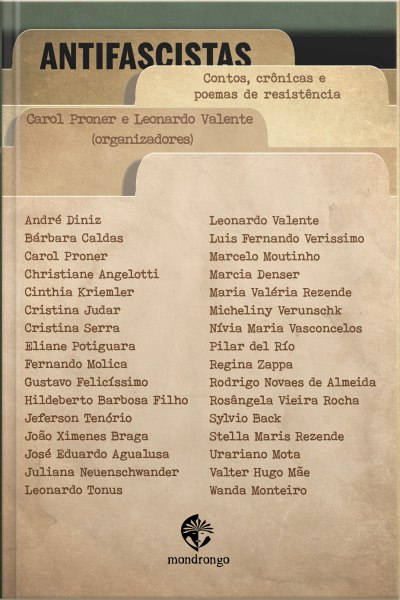 ANTIFASCISTAS
Contos, crônicas e
poemas de resistência
Carol Proner e Leonardo Valente
(organizadores)
André Diniz
Bárbara Caldas
Carol Proner
Christiane Angelotti
Cinthia Kriemler
Cristina Judar
Cristina Serra
Eliane Potiguara
Fernando Molica
Gustavo Felicíssimo
Hildeberto Barbosa Filho
Jeferson Tenório
João Ximenes Braga
José Eduardo Agualusa
Juliana Neuenschwander
Leonardo Tonus
Leonardo Valente
Luis Fernando Verissimo
Marcelo Moutinho
Marcia Denser
Maria Valéria Rezende
Micheliny Verunschk
Nívia Maria Vasconcelos
Pilar del Río
Regina Zappa
Rodrigo Novaes de Almeida
Rosângela Vieira Rocha
Sylvio Back
Stella Maris Rezende
Urariano Mota
Valter Hugo Mãe
Wanda Monteiro
mondrongo